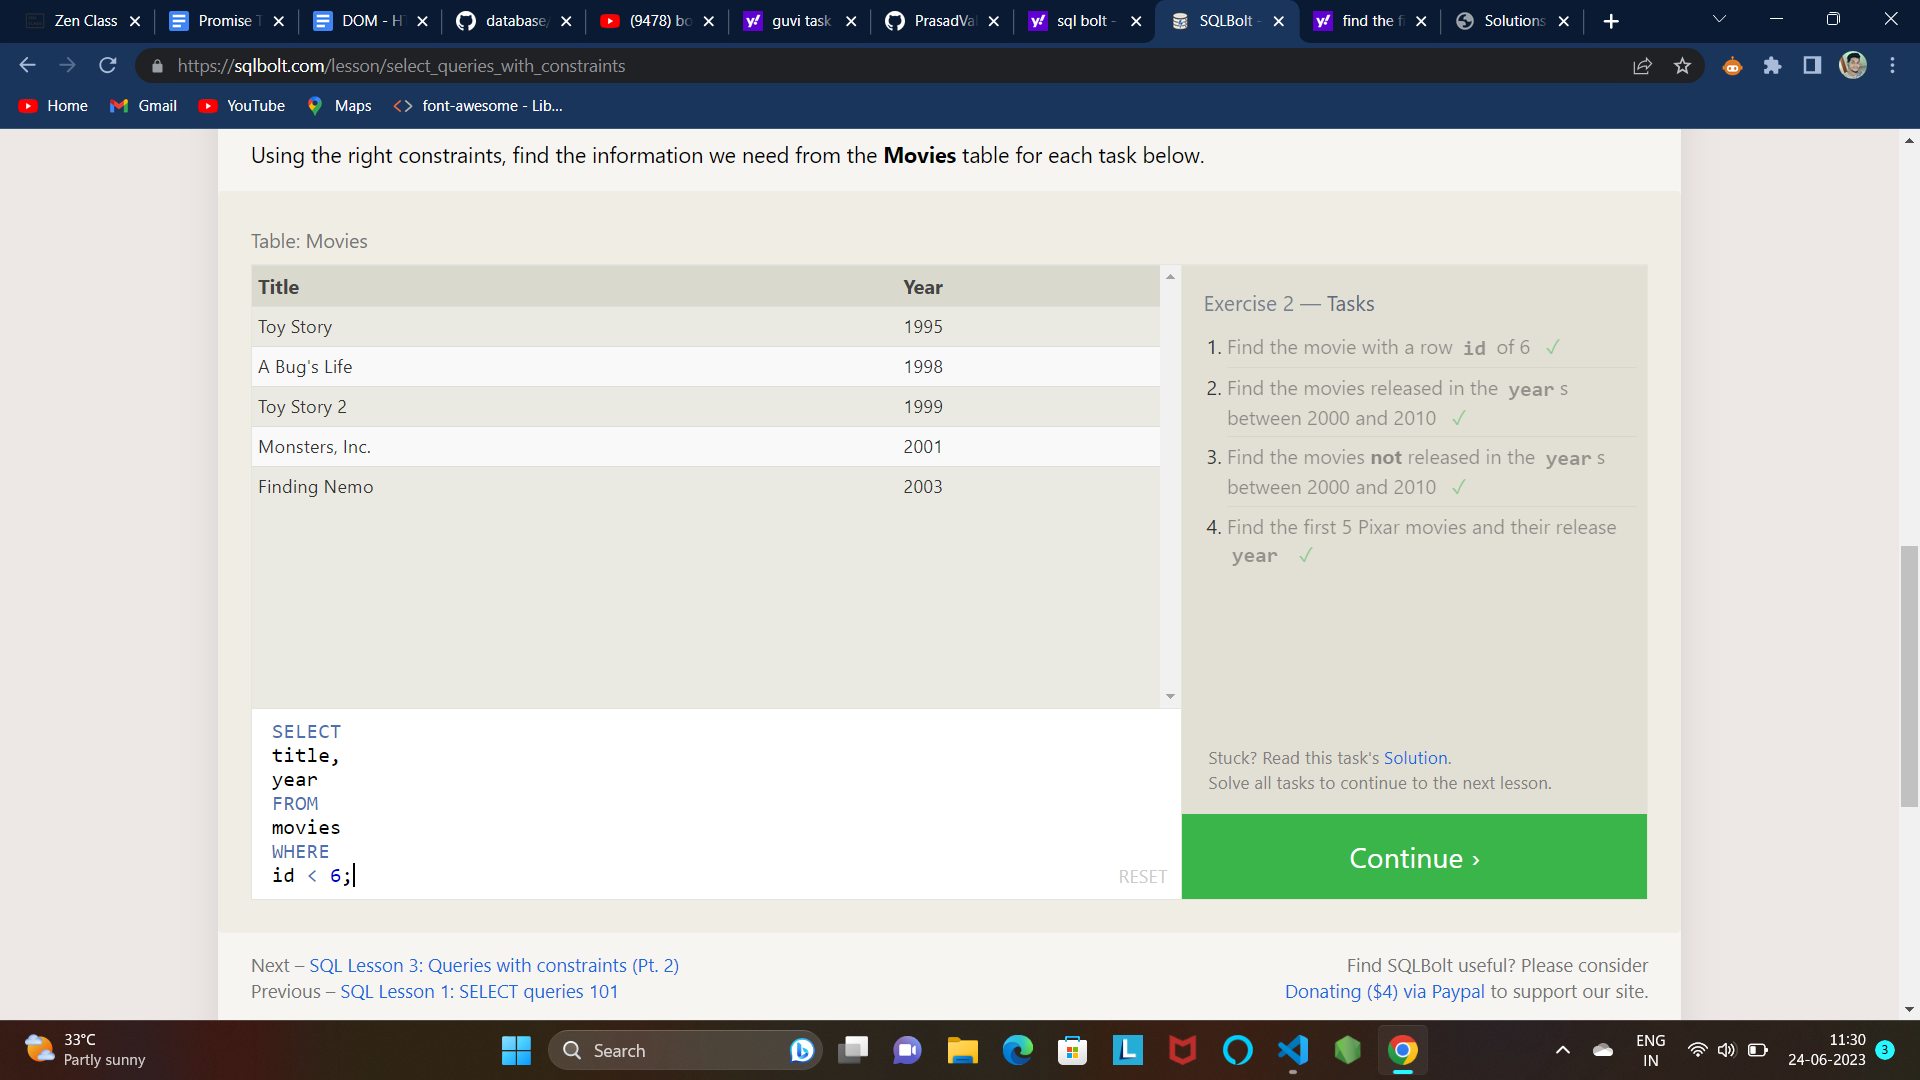 Zen Class
Promise T
DOM - H
database/
(9478) bo
guvi task
PrasadVal
sql bolt -
SQLBolt -
find the fi
Solutions
https://sqlbolt.com/lesson/select_queries_with_constraints
Home
Gmail
YouTube
Maps
font-awesome - Lib...
Using the right constraints, find the information we need from the Movies table for each task below.
Table: Movies
Title Year
Toy Story 1995
A Bug's Life 1998
Toy Story 2 1999
Monsters, Inc. 2001
Finding Nemo 2003
Exercise 2 — Tasks
1. Find the movie with a row id of 6 ✓
2. Find the movies released in the year s
between 2000 and 2010 ✓
3. Find the movies not released in the year s
between 2000 and 2010 ✓
4. Find the first 5 Pixar movies and their release
year ✓
SELECT
title,
year
FROM
movies
WHERE
id < 6;
RESET
Stuck? Read this task's Solution.
Solve all tasks to continue to the next lesson.
Continue ›
Next – SQL Lesson 3: Queries with constraints (Pt. 2)
Previous – SQL Lesson 1: SELECT queries 101
Find SQLBolt useful? Please consider
Donating ($4) via Paypal to support our site.
33°C
Partly sunny
Search
ENG
IN
11:30
24-06-2023
3